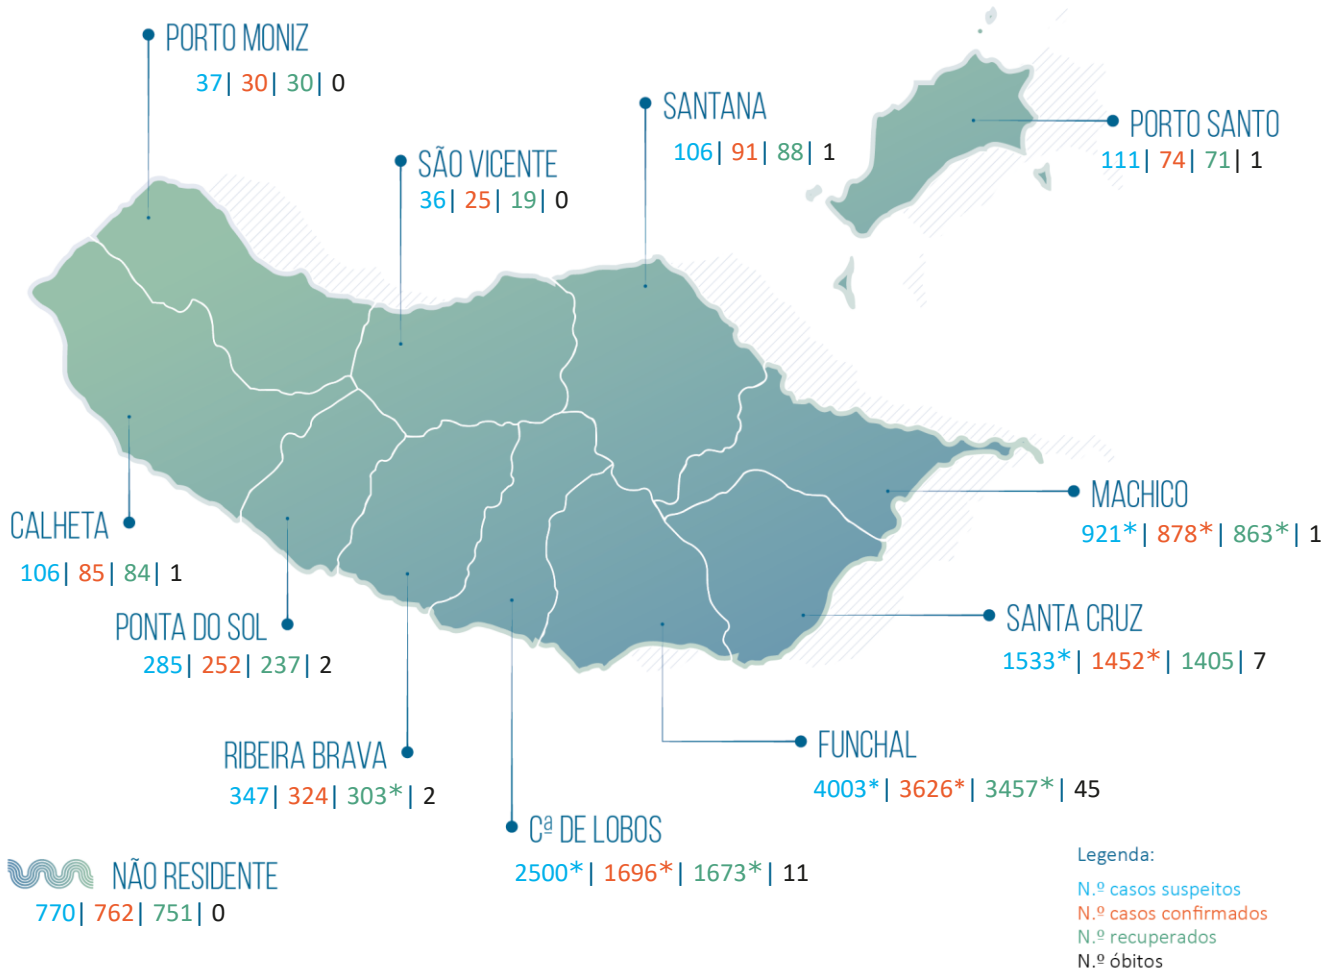 PORTO MONIZ
37| 30| 30| 0
SANTANA
106| 91| 88| 1
PORTO SANTO
111| 74| 71| 1
SÃO VICENTE
36| 25| 19| 0
MACHICO
921*| 878*| 863*| 1
CALHETA
106| 85| 84| 1
SANTA CRUZ
1533*| 1452*| 1405| 7
PONTA DO SOL
285| 252| 237| 2
RIBEIRA BRAVA
347| 324| 303*| 2
FUNCHAL
4003*| 3626*| 3457*| 45
Cª DE LOBOS
2500*| 1696*| 1673*| 11
NÃO RESIDENTE
770| 762| 751| 0
Legenda:
N.º casos suspeitos
N.º casos confirmados
N.º recuperados
N.º óbitos